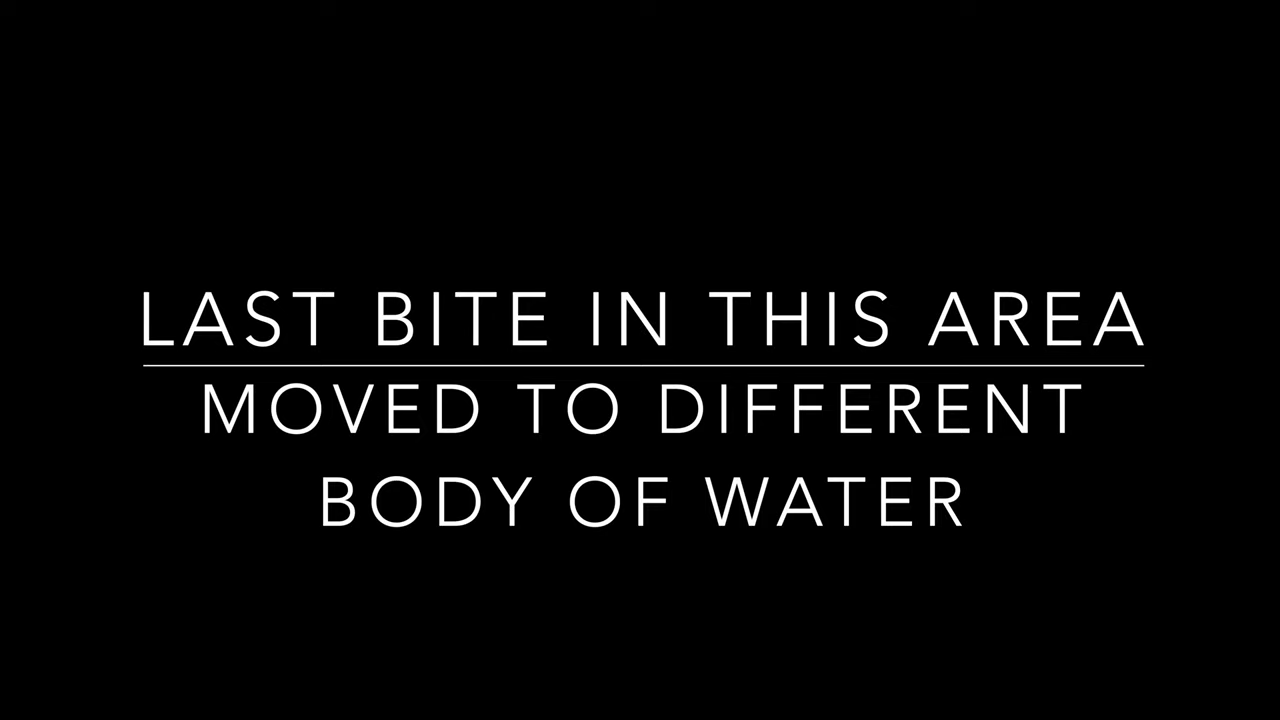 LAST BITE IN THIS AREA
MOVED TO DIFFERENT
BODY OF WATER